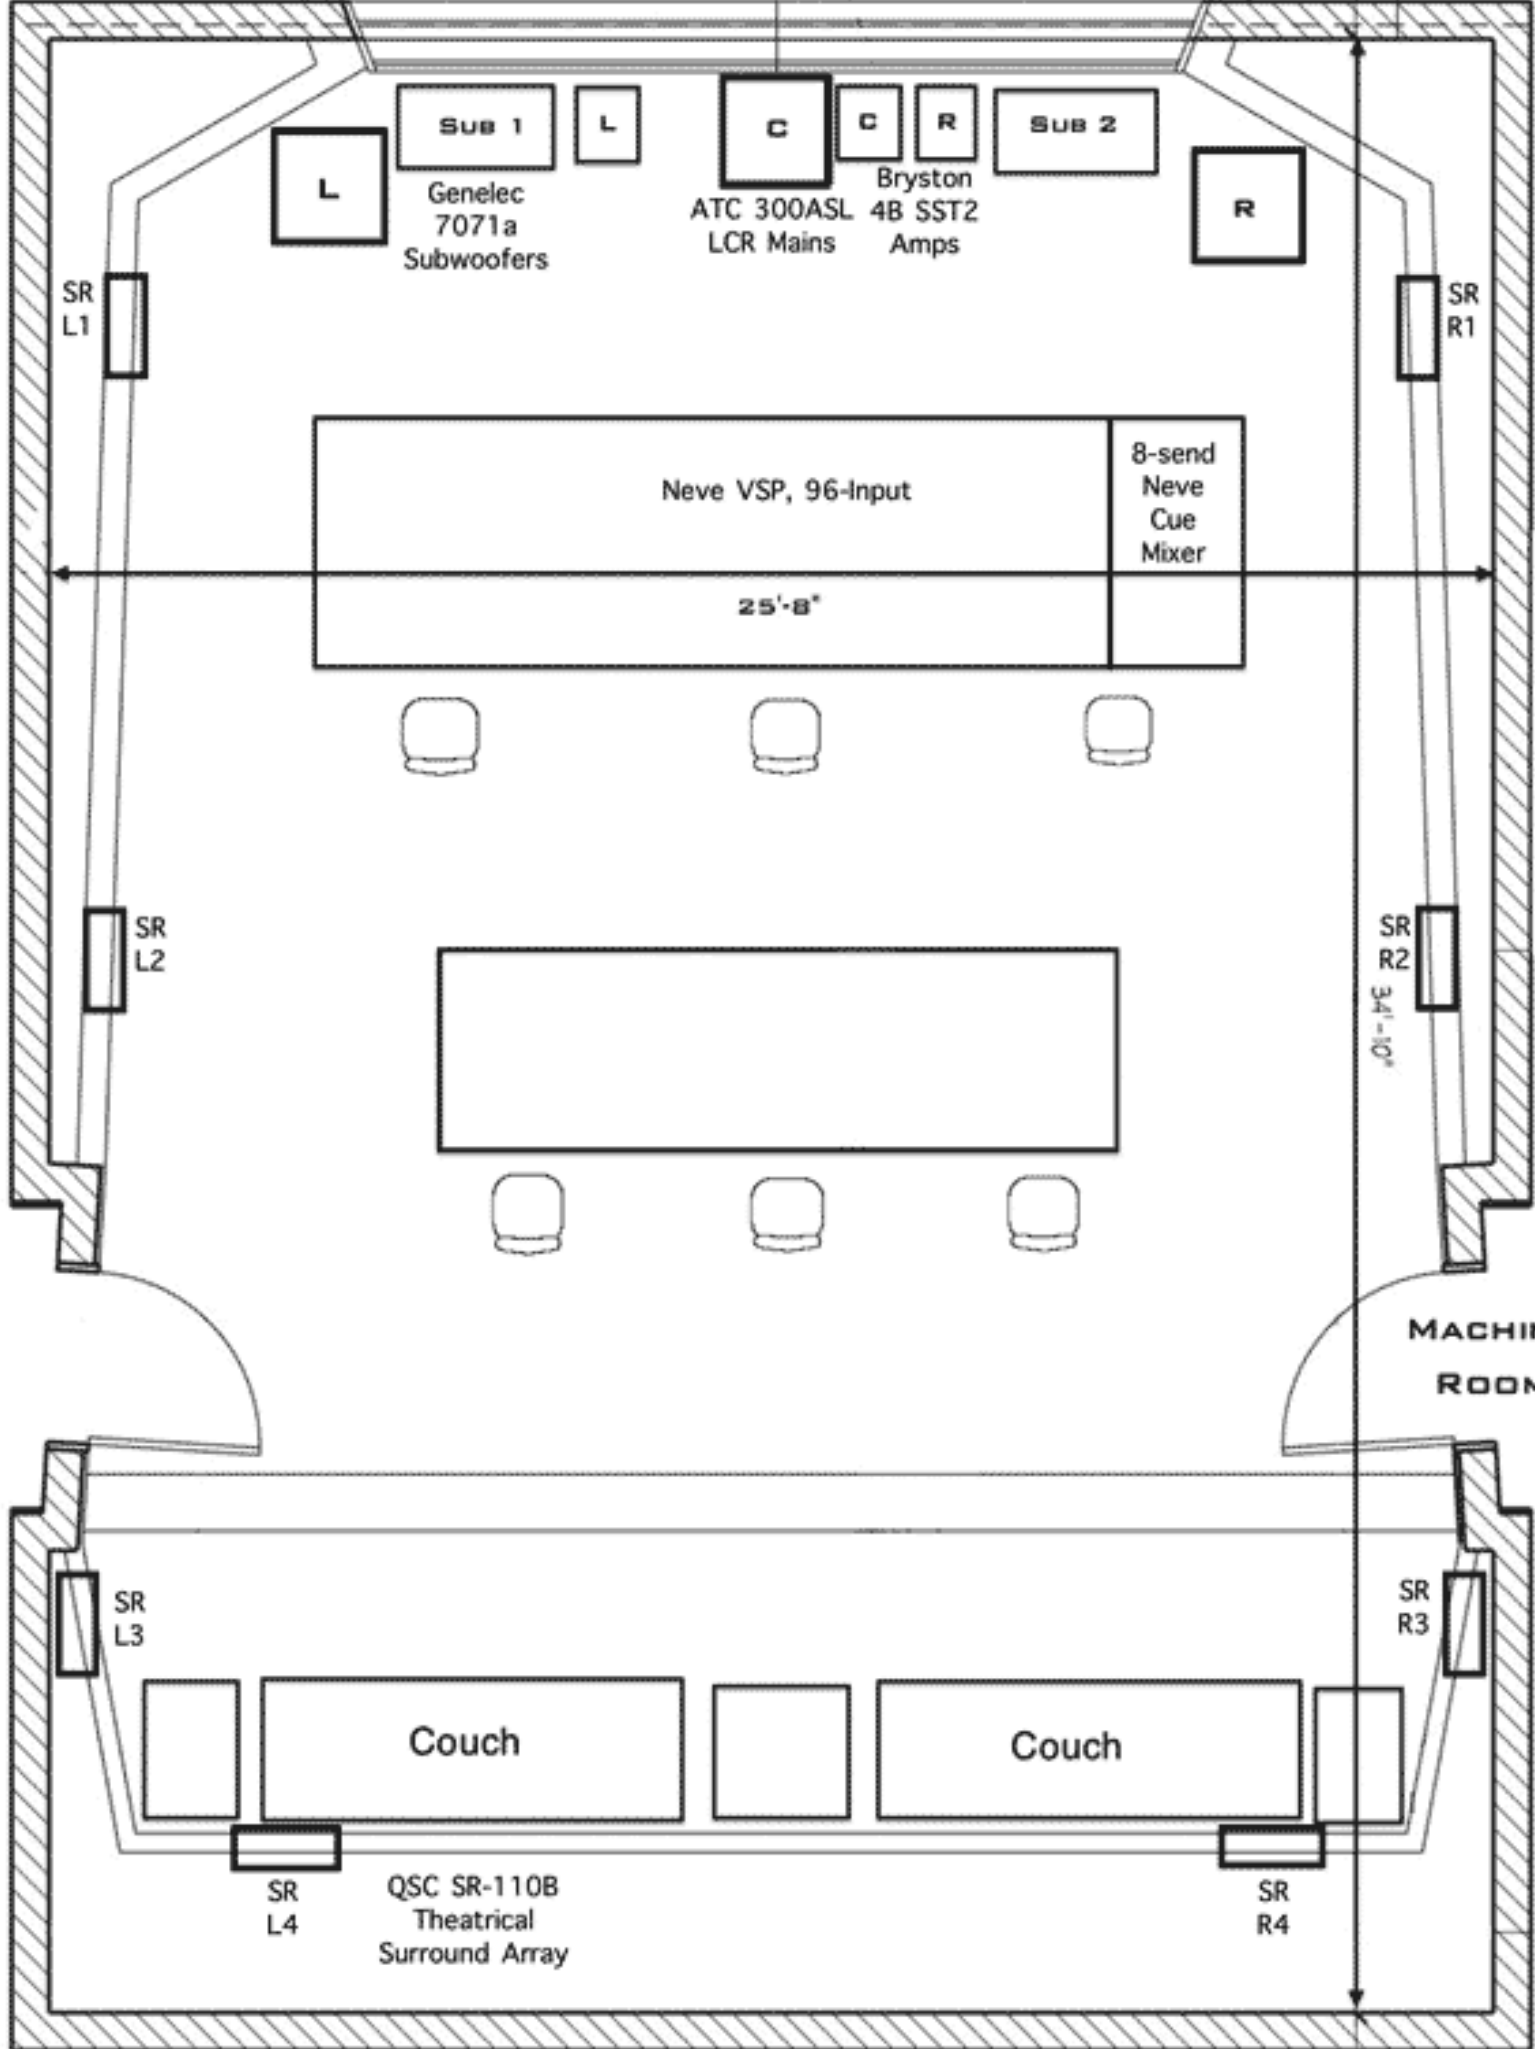 Sub 1
L
C
C
R
Sub 2
L
R
Genelec
7071a
Subwoofers
ATC 300ASL
LCR Mains
Bryston
4B SST2
Amps
SR
L1
SR
R1
Neve VSP, 96-Input
8-send
Neve
Cue
Mixer
25'-8"
SR
L2
SR
R2
34'-10"
MACHI
ROO
SR
L3
SR
R3
Couch
Couch
SR
L4
QSC SR-110B
Theatrical
Surround Array
SR
R4